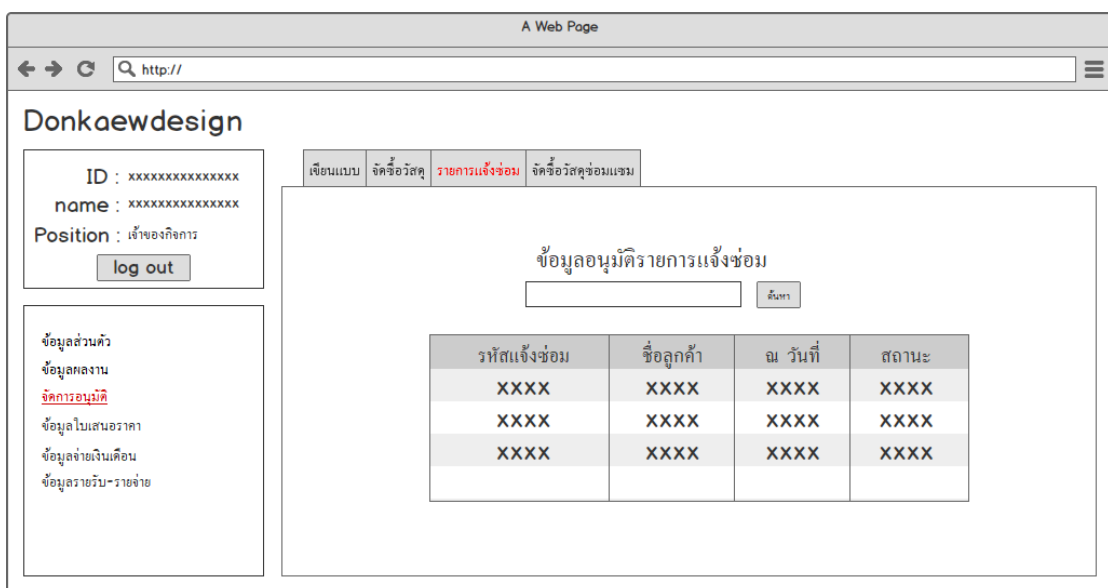 A Web Page
http://
Donkaewdesign
ID : xxxxxxxxxxxxxxx
name : xxxxxxxxxxxxxxx
Position : เจ้าของกิจการ
log out
ข้อมูลส่วนตัว
ข้อมูลผลงาน
จัดการอนุมัติ
ข้อมูลใบเสนอราคา
ข้อมูลจ่ายเงินเดือน
ข้อมูลรายรับ-รายจ่าย
เขียนแบบ จัดซื้อวัสดุ รายการแจ้งซ่อม จัดซื้อวัสดุซ่อมแซม
ข้อมูลอนุมัติรายการแจ้งซ่อม
ค้นหา
รหัสแจ้งซ่อม ชื่อลูกค้า ณ วันที่ สถานะ
XXXX XXXX XXXX XXXX
XXXX XXXX XXXX XXXX
XXXX XXXX XXXX XXXX